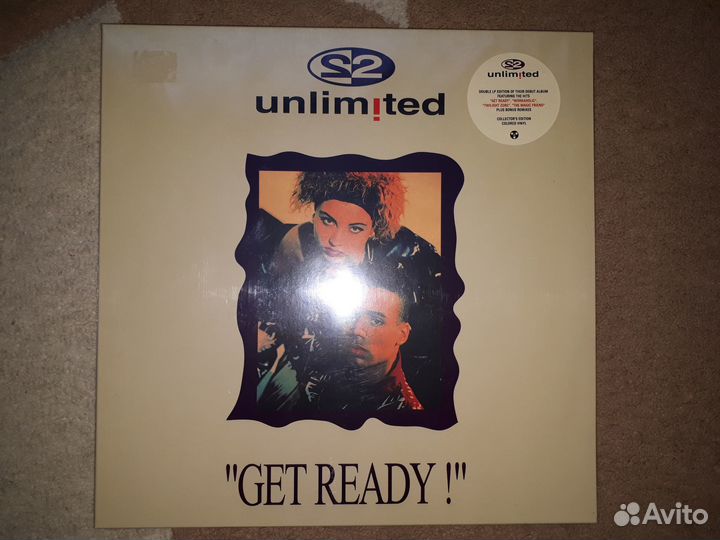 2
unlimited
2
unlimited
DOUBLE LP EDITION OF THEIR DEBUT ALBUM
FEATURING THE HITS
"GET READY", "WORKAHOLIC",
"TWILIGHT ZONE", "THE MAGIC FRIEND"
PLUS BONUS REMIXES
COLLECTOR'S EDITION
COLORED VINYL
"GET READY !"
Avito